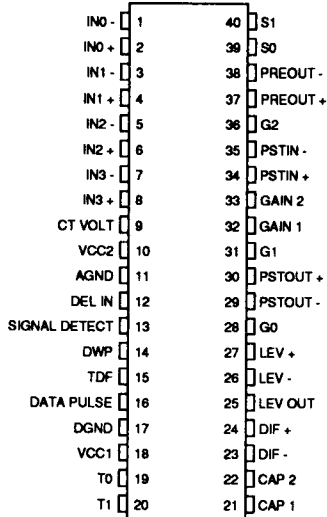 IN0 - 1 40 S1
IN0 + 2 39 S0
IN1 - 3 38 PREOUT -
IN1 + 4 37 PREOUT +
IN2 - 5 36 G2
IN2 + 6 35 PSTIN -
IN3 - 7 34 PSTIN +
IN3 + 8 33 GAIN 2
CT VOLT 9 32 GAIN 1
VCC2 10 31 G1
AGND 11 30 PSTOUT +
DEL IN 12 29 PSTOUT -
SIGNAL DETECT 13 28 G0
DWP 14 27 LEV +
TDF 15 26 LEV -
DATA PULSE 16 25 LEV OUT
DGND 17 24 DIF +
VCC1 18 23 DIF -
T0 19 22 CAP 2
T1 20 21 CAP 1